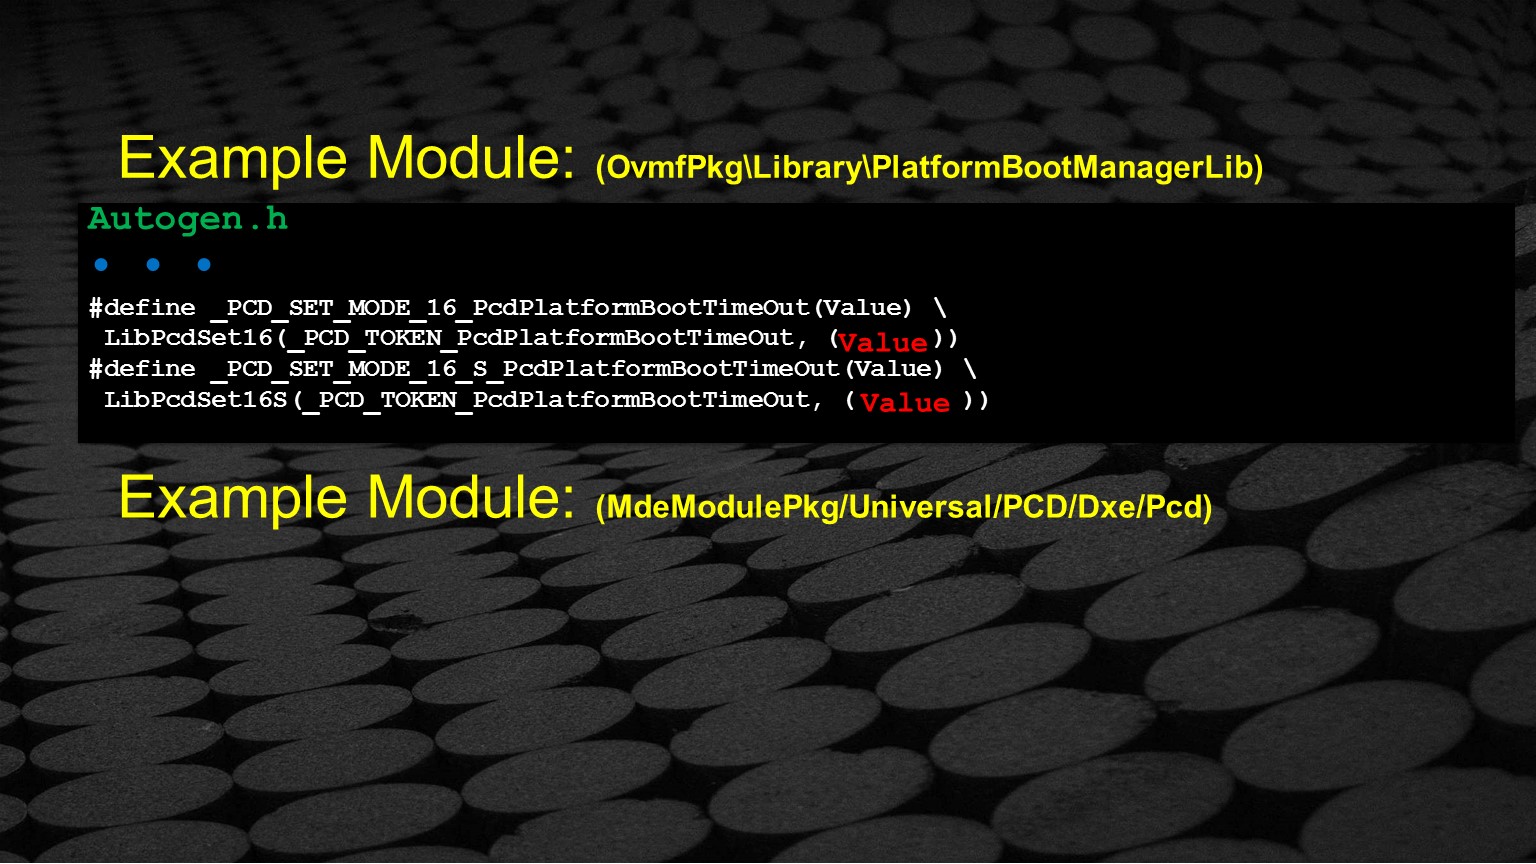 Example Module: (OvmfPkg\Library\PlatformBootManagerLib)
Autogen.h
• • •
#define _PCD_SET_MODE_16_PcdPlatformBootTimeOut(Value) \
LibPcdSet16(_PCD_TOKEN_PcdPlatformBootTimeOut, (Value))
#define _PCD_SET_MODE_16_S_PcdPlatformBootTimeOut(Value) \
LibPcdSet16S(_PCD_TOKEN_PcdPlatformBootTimeOut, (Value ))
Example Module: (MdeModulePkg/Universal/PCD/Dxe/Pcd)